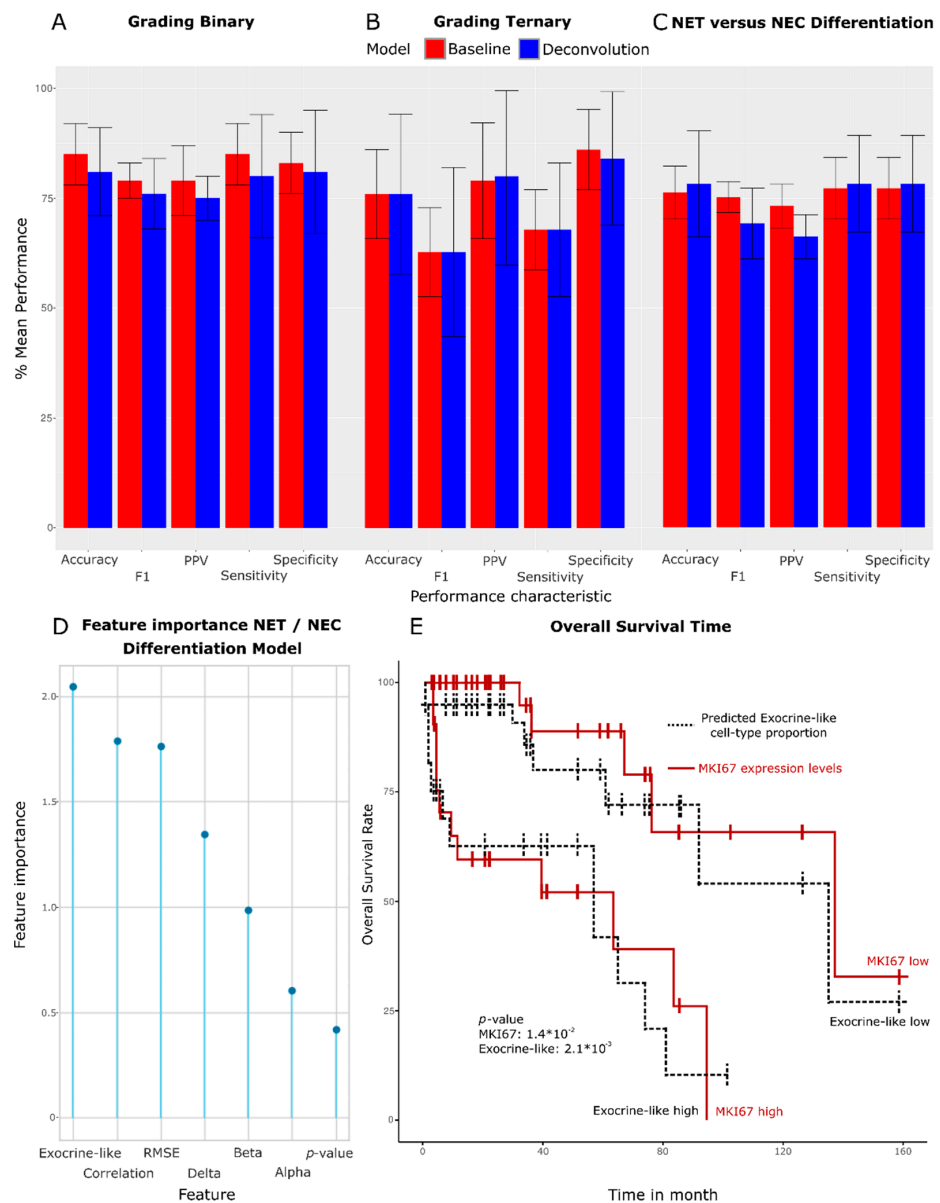 A Grading Binary
B Grading Ternary
C NET versus NEC Differentiation
Model Baseline Deconvolution
% Mean Performance
100
75
50
25
0
Accuracy PPV Specificity Accuracy PPV Specificity Accuracy PPV Specificity
F1 Sensitivity F1 Sensitivity F1 Sensitivity
Performance characteristic
D Feature importance NET / NEC
Differentiation Model
Feature importance
2.0
1.5
1.0
0.5
0
Exocrine-like RMSE Beta p-value
Correlation Delta Alpha
Feature
E Overall Survival Time
Overall Survival Rate
100
75
50
25
0
Predicted Exocrine-like
cell-type proportion
MKI67 expression levels
MKI67 low
Exocrine-like low
p-value
MKI67: 1.4*10⁻²
Exocrine-like: 2.1*10⁻³
Exocrine-like high MKI67 high
0 40 80 120 160
Time in month